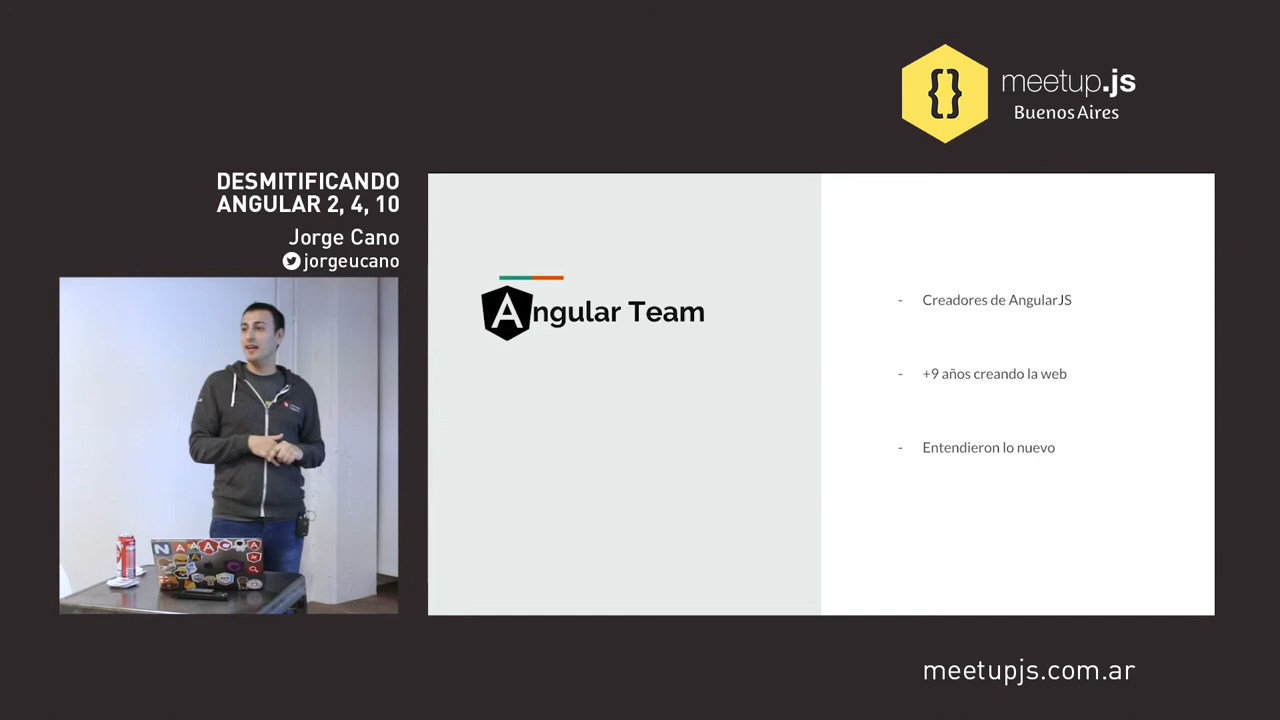 {} meetup.js
Buenos Aires
DESMITIFICANDO
ANGULAR 2, 4, 10
Jorge Cano
jorgeucano
Angular Team
- Creadores de AngularJS
- +9 años creando la web
- Entendieron lo nuevo
meetupjs.com.ar